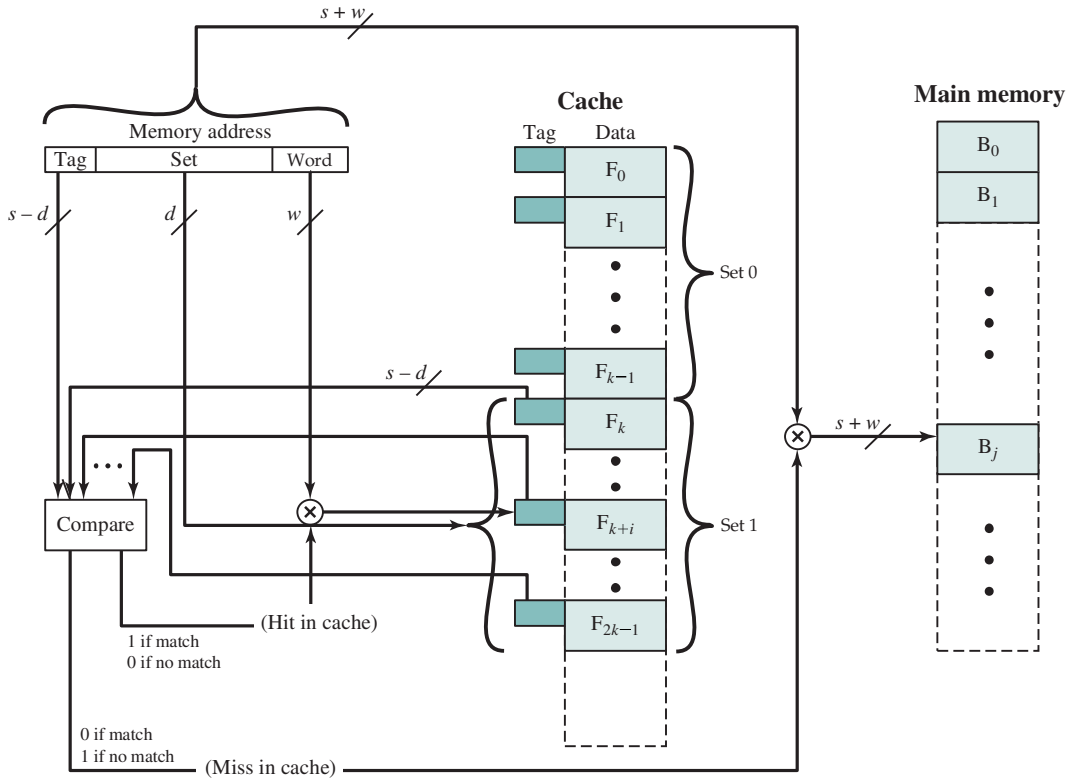 s + w
Cache
Main memory
Memory address
Tag Data
Tag Set Word
F0
B0
F1
B1
s – d
d
w
Set 0
Fk–1
s – d
Fk
s + w
Bj
Compare
Fk+i
Set 1
(Hit in cache)
F2k–1
1 if match
0 if no match
0 if match
1 if no match
(Miss in cache)